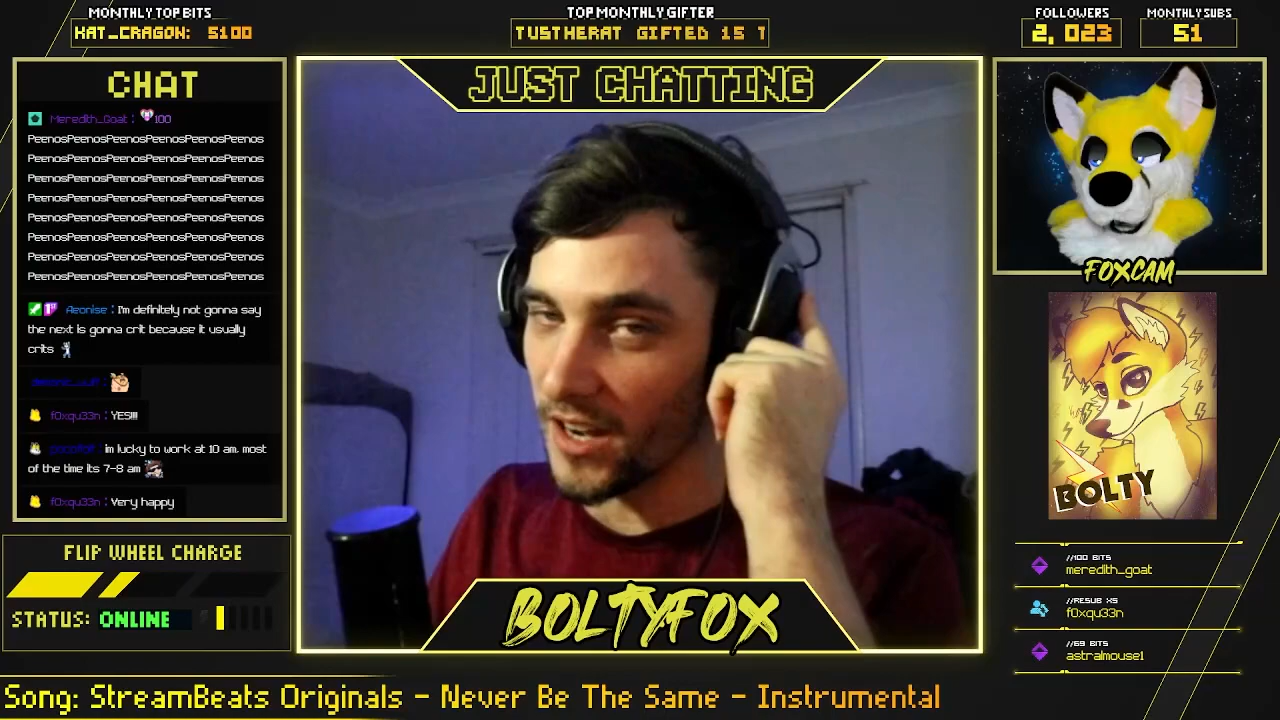 MONTHLY TOP BITS
KAT_CRAGON: 5100
TOP MONTHLY GIFTER
TUSTHERAT GIFTED 15 T
FOLLOWERS
2,023
MONTHLY SUBS
51
CHAT
Meredith_Goat : 100
PeenosPeenosPeenosPeenosPeenosPeenos
PeenosPeenosPeenosPeenosPeenosPeenos
PeenosPeenosPeenosPeenosPeenosPeenos
PeenosPeenosPeenosPeenosPeenosPeenos
PeenosPeenosPeenosPeenosPeenosPeenos
PeenosPeenosPeenosPeenosPeenosPeenos
PeenosPeenosPeenosPeenosPeenosPeenos
PeenosPeenosPeenosPeenosPeenosPeenos
Aeonise : I'm definitely not gonna say
the next is gonna crit because it usually
crits
f0xqu33n : YES!!!
im lucky to work at 10 am, most
of the time its 7-8 am
f0xqu33n : Very happy
FLIP WHEEL CHARGE
STATUS: ONLINE
JUST CHATTING
BOLTYFOX
FOXCAM
BOLTY
//100 BITS
meredith_goat
//RESUB X5
f0xqu33n
//69 BITS
astralmouse1
Song: StreamBeats Originals - Never Be The Same - Instrumental